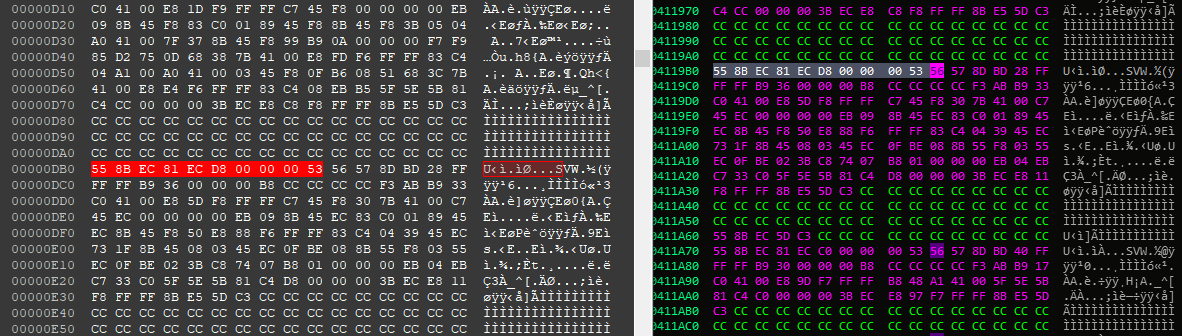 00000D10 C0 41 00 E8 1D F9 FF FF C7 45 F8 00 00 00 00 EB ÀA.è.ùÿÿÇEø....ë
00000D20 09 8B 45 F8 83 C0 01 89 45 F8 8B 45 F8 3B 05 04 .‹EøƒÀ.‰Eø‹Eø;..
00000D30 A0 41 00 7F 37 8B 45 F8 99 B9 0A 00 00 00 F7 F9  A..7‹Eø™¹....÷ù
00000D40 85 D2 75 0D 68 38 7B 41 00 E8 FD F6 FF FF 83 C4 …Òu.h8{A.èýöÿÿƒÄ
00000D50 04 A1 00 A0 41 00 03 45 F8 0F B6 08 51 68 3C 7B .¡. A..Eø.¶.Qh<{
00000D60 41 00 E8 E4 F6 FF FF 83 C4 08 EB B5 5F 5E 5B 81 A.èäöÿÿƒÄ.ëµ_^[.
00000D70 C4 CC 00 00 00 3B EC E8 C8 F8 FF FF 8B E5 5D C3 ÄÌ...;ìèÈøÿÿ‹å]Ã
00000D80 CC CC CC CC CC CC CC CC CC CC CC CC CC CC CC CC ÌÌÌÌÌÌÌÌÌÌÌÌÌÌÌÌ
00000D90 CC CC CC CC CC CC CC CC CC CC CC CC CC CC CC CC ÌÌÌÌÌÌÌÌÌÌÌÌÌÌÌÌ
00000DA0 CC CC CC CC CC CC CC CC CC CC CC CC CC CC CC CC ÌÌÌÌÌÌÌÌÌÌÌÌÌÌÌÌ
00000DB0 55 8B EC 81 EC D8 00 00 00 53 56 57 8D BD 28 FF U‹ì.ìØ...SVW.½(ÿ
00000DC0 FF FF B9 36 00 00 00 B8 CC CC CC CC F3 AB B9 33 ÿÿ¹6...¸ÌÌÌÌó«¹3
00000DD0 C0 41 00 E8 5D F8 FF FF C7 45 F8 30 7B 41 00 C7 ÀA.è]øÿÿÇEø0{A.Ç
00000DE0 45 EC 00 00 00 00 EB 09 8B 45 EC 83 C0 01 89 45 Eì....ë.‹EìƒÀ.‰E
00000DF0 EC 8B 45 F8 50 E8 88 F6 FF FF 83 C4 04 39 45 EC ì‹EøPèˆöÿÿƒÄ.9Eì
00000E00 73 1F 8B 45 08 03 45 EC 0F BE 08 8B 55 F8 03 55 s.‹E..Eì.¾.‹Uø.U
00000E10 EC 0F BE 02 3B C8 74 07 B8 01 00 00 00 EB 04 EB ì.¾.;Èt.¸....ë.ë
00000E20 C7 33 C0 5F 5E 5B 81 C4 D8 00 00 00 3B EC E8 11 Ç3À_^[.ÄØ...;ìè.
00000E30 F8 FF FF 8B E5 5D C3 CC CC CC CC CC CC CC CC CC øÿÿ‹å]ÃÌÌÌÌÌÌÌÌÌ
00000E40 CC CC CC CC CC CC CC CC CC CC CC CC CC CC CC CC ÌÌÌÌÌÌÌÌÌÌÌÌÌÌÌÌ
00000E50 CC CC CC CC CC CC CC CC CC CC CC CC CC CC CC CC ÌÌÌÌÌÌÌÌÌÌÌÌÌÌÌÌ
0411970 C4 CC 00 00 00 3B EC E8 C8 F8 FF FF 8B E5 5D C3 ÄÌ...;ìèÈøÿÿ‹å]Ã
0411980 CC CC CC CC CC CC CC CC CC CC CC CC CC CC CC CC ÌÌÌÌÌÌÌÌÌÌÌÌÌÌÌÌ
0411990 CC CC CC CC CC CC CC CC CC CC CC CC CC CC CC CC ÌÌÌÌÌÌÌÌÌÌÌÌÌÌÌÌ
04119A0 CC CC CC CC CC CC CC CC CC CC CC CC CC CC CC CC ÌÌÌÌÌÌÌÌÌÌÌÌÌÌÌÌ
04119B0 55 8B EC 81 EC D8 00 00 00 53 56 57 8D BD 28 FF U‹ì.ìØ...SVW.½(ÿ
04119C0 FF FF B9 36 00 00 00 B8 CC CC CC CC F3 AB B9 33 ÿÿ¹6...¸ÌÌÌÌó«¹3
04119D0 C0 41 00 E8 5D F8 FF FF C7 45 F8 30 7B 41 00 C7 ÀA.è]øÿÿÇEø0{A.Ç
04119E0 45 EC 00 00 00 00 EB 09 8B 45 EC 83 C0 01 89 45 Eì....ë.‹EìƒÀ.‰E
04119F0 EC 8B 45 F8 50 E8 88 F6 FF FF 83 C4 04 39 45 EC ì‹EøPèˆöÿÿƒÄ.9Eì
0411A00 73 1F 8B 45 08 03 45 EC 0F BE 08 8B 55 F8 03 55 s.‹E..Eì.¾.‹Uø.U
0411A10 EC 0F BE 02 3B C8 74 07 B8 01 00 00 00 EB 04 EB ì.¾.;Èt.¸....ë.ë
0411A20 C7 33 C0 5F 5E 5B 81 C4 D8 00 00 00 3B EC E8 11 Ç3À_^[.ÄØ...;ìè.
0411A30 F8 FF FF 8B E5 5D C3 CC CC CC CC CC CC CC CC CC øÿÿ‹å]ÃÌÌÌÌÌÌÌÌÌ
0411A40 CC CC CC CC CC CC CC CC CC CC CC CC CC CC CC CC ÌÌÌÌÌÌÌÌÌÌÌÌÌÌÌÌ
0411A50 CC CC CC CC CC CC CC CC CC CC CC CC CC CC CC CC ÌÌÌÌÌÌÌÌÌÌÌÌÌÌÌÌ
0411A60 55 8B EC 5D C3 CC CC CC CC CC CC CC CC CC CC CC U‹ì]ÃÌÌÌÌÌÌÌÌÌÌÌ
0411A70 55 8B EC 81 EC C0 00 00 00 53 56 57 8D BD 40 FF U‹ì.ìÀ...SVW.½@ÿ
0411A80 FF FF B9 30 00 00 00 B8 CC CC CC CC F3 AB B9 17 ÿÿ¹0...¸ÌÌÌÌó«¹.
0411A90 C0 41 00 E8 9D F7 FF FF B8 48 A1 41 00 5F 5E 5B ÀA.è.÷ÿÿ¸H¡A._^[
0411AA0 81 C4 C0 00 00 00 3B EC E8 97 F7 FF FF 8B E5 5D .ÄÀ...;ìè—÷ÿÿ‹å]
0411AB0 C3 CC CC CC CC CC CC CC CC CC CC CC CC CC CC CC ÃÌÌÌÌÌÌÌÌÌÌÌÌÌÌÌ
0411AC0 CC CC CC CC CC CC CC CC CC CC CC CC CC CC CC CC ÌÌÌÌÌÌÌÌÌÌÌÌÌÌÌÌ